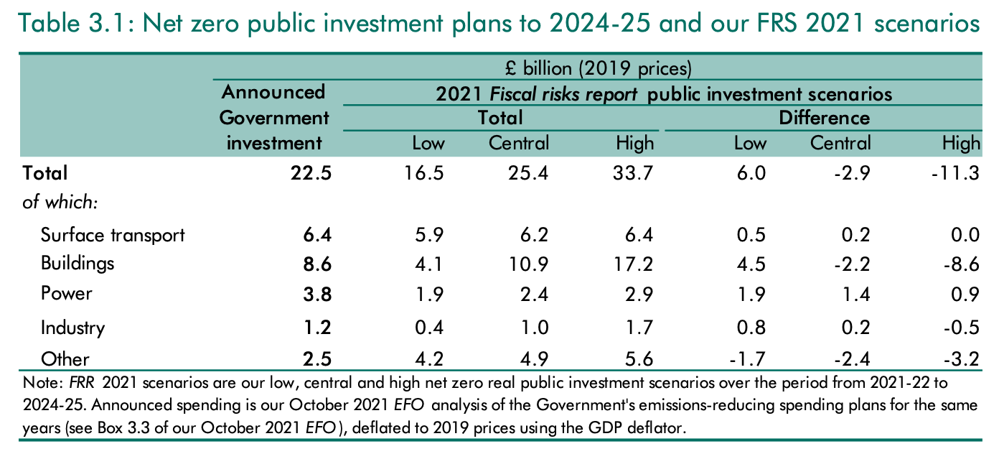 Table 3.1: Net zero public investment plans to 2024-25 and our FRS 2021 scenarios
£ billion (2019 prices)
Announced Government investment
2021 Fiscal risks report public investment scenarios
Total Difference
Low Central High Low Central High
Total 22.5 16.5 25.4 33.7 6.0 -2.9 -11.3
of which:
Surface transport 6.4 5.9 6.2 6.4 0.5 0.2 0.0
Buildings 8.6 4.1 10.9 17.2 4.5 -2.2 -8.6
Power 3.8 1.9 2.4 2.9 1.9 1.4 0.9
Industry 1.2 0.4 1.0 1.7 0.8 0.2 -0.5
Other 2.5 4.2 4.9 5.6 -1.7 -2.4 -3.2
Note: FRR 2021 scenarios are our low, central and high net zero real public investment scenarios over the period from 2021-22 to
2024-25. Announced spending is our October 2021 EFO analysis of the Government's emissions-reducing spending plans for the same
years (see Box 3.3 of our October 2021 EFO), deflated to 2019 prices using the GDP deflator.